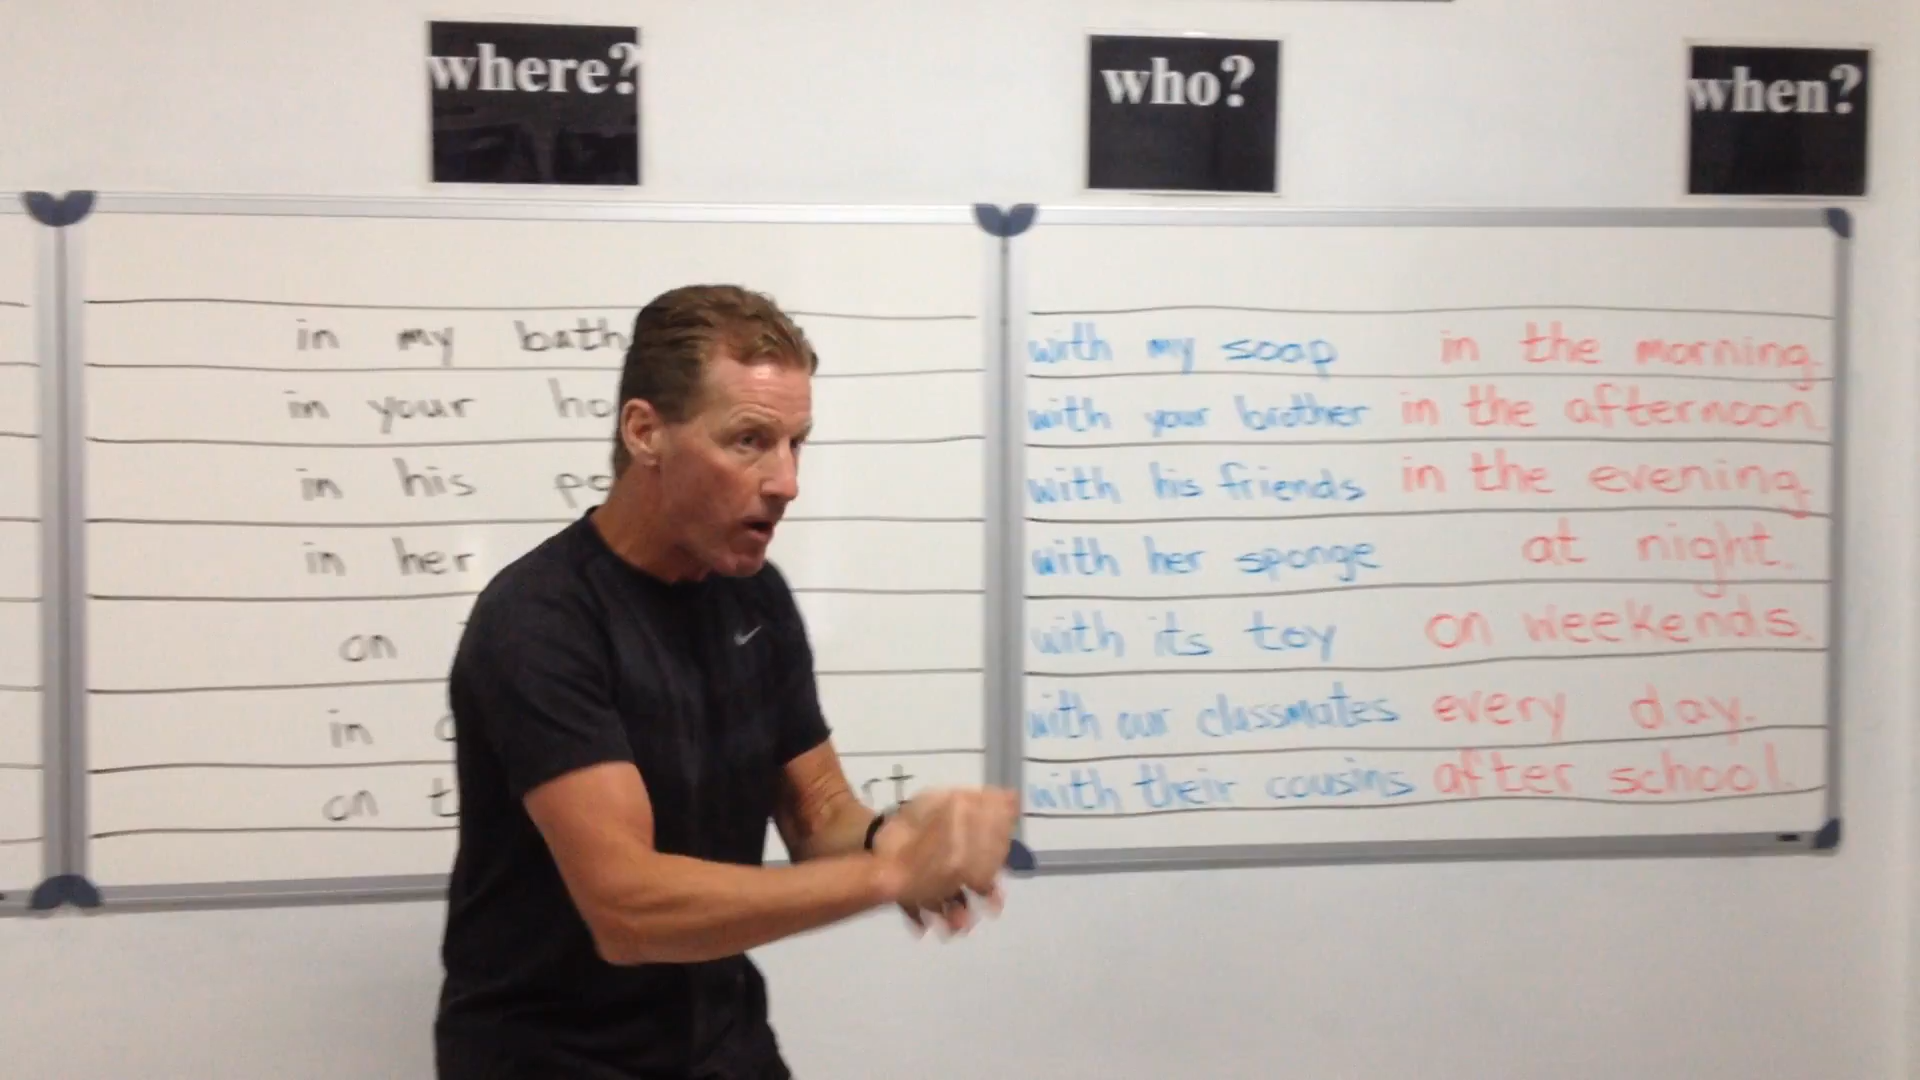 where? who? when?
in my bath with my soap in the morning.
in your with your brother in the afternoon.
in his with his friends in the evening.
in her with her sponge at night.
on with its toy on weekends.
in with our classmates every day.
on with their cousins after school.